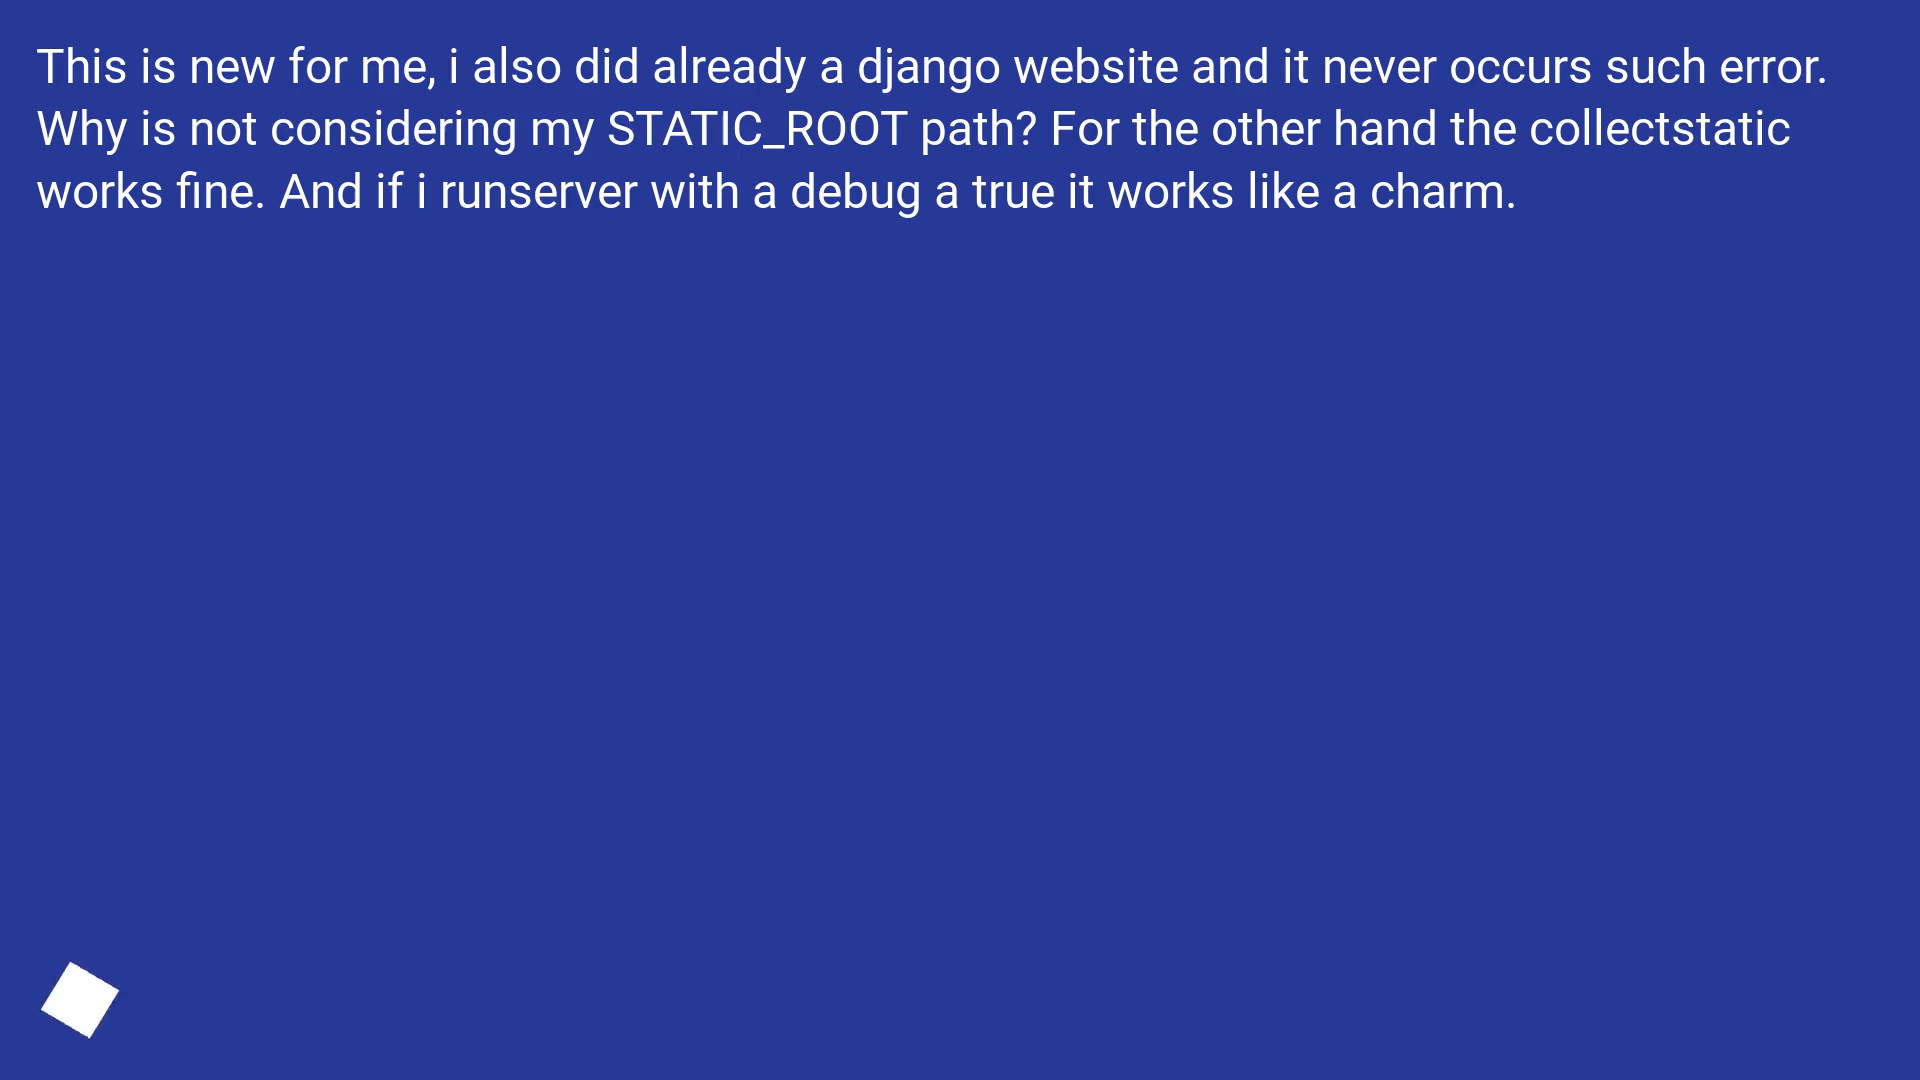 This is new for me, i also did already a django website and it never occurs such error.
Why is not considering my STATIC_ROOT path? For the other hand the collectstatic
works fine. And if i runserver with a debug a true it works like a charm.